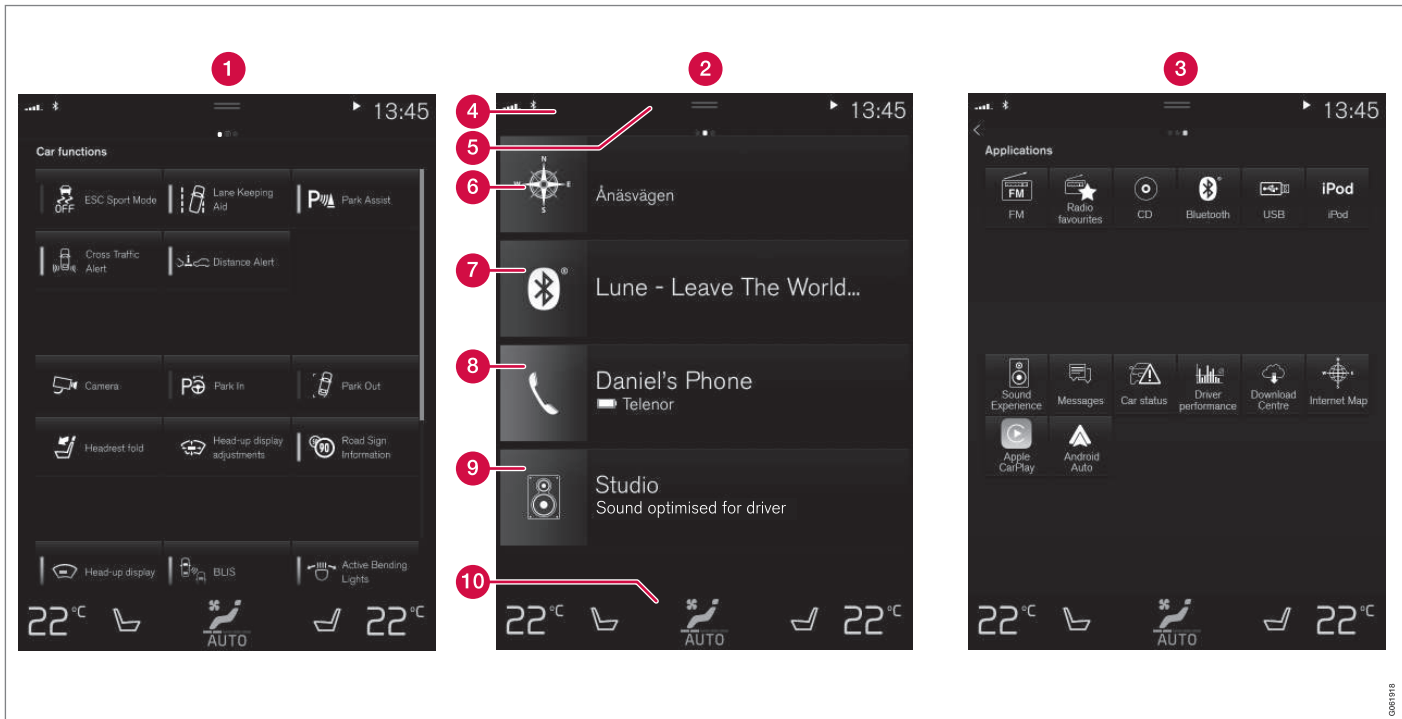 1
2
3
13:45
Car functions
ESC Sport Mode
OFF
Lane Keeping
Aid
P
Park Assist
Cross Traffic
Alert
Distance Alert
Camera
P
Park In
Park Out
Headrest fold
Head-up display
adjustments
90
Road Sign
Information
Head-up display
BLIS
Active Bending
Lights
22°C
AUTO
22°C
4
13:45
5
6
N
W
E
S
Ånäsvägen
7
®
Lune - Leave The World...
8
Daniel's Phone
Telenor
9
Studio
Sound optimised for driver
10
22°C
AUTO
22°C
13:45
Applications
FM
FM
Radio
favourites
CD
Bluetooth
USB
iPod
iPod
Sound
Experience
Messages
Car status
Driver
performance
Download
Centre
Internet Map
Apple
CarPlay
Android
Auto
22°C
AUTO
22°C
G061918